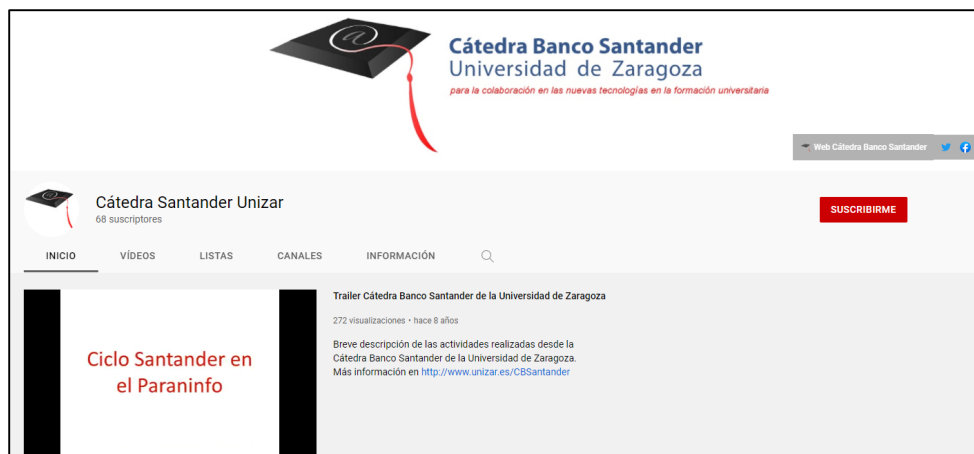 Cátedra Banco Santander
Universidad de Zaragoza
para la colaboración en las nuevas tecnologías en la formación universitaria
Web Cátedra Banco Santander
Cátedra Santander Unizar
68 suscriptores
SUSCRIBIRME
INICIO VÍDEOS LISTAS CANALES INFORMACIÓN
Ciclo Santander en
el Paraninfo
Trailer Cátedra Banco Santander de la Universidad de Zaragoza
272 visualizaciones • hace 8 años
Breve descripción de las actividades realizadas desde la
Cátedra Banco Santander de la Universidad de Zaragoza.
Más información en http://www.unizar.es/CBSantander